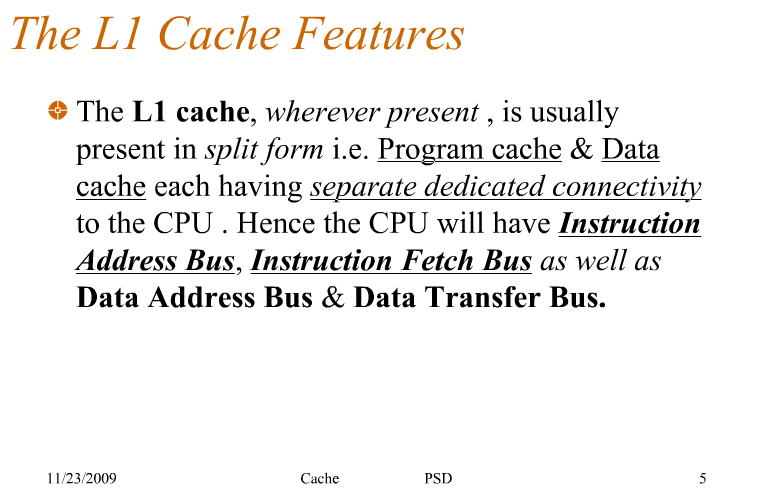 The L1 Cache Features
The L1 cache, wherever present , is usually
present in split form i.e. Program cache & Data
cache each having separate dedicated connectivity
to the CPU . Hence the CPU will have Instruction
Address Bus, Instruction Fetch Bus as well as
Data Address Bus & Data Transfer Bus.
11/23/2009 Cache PSD 5